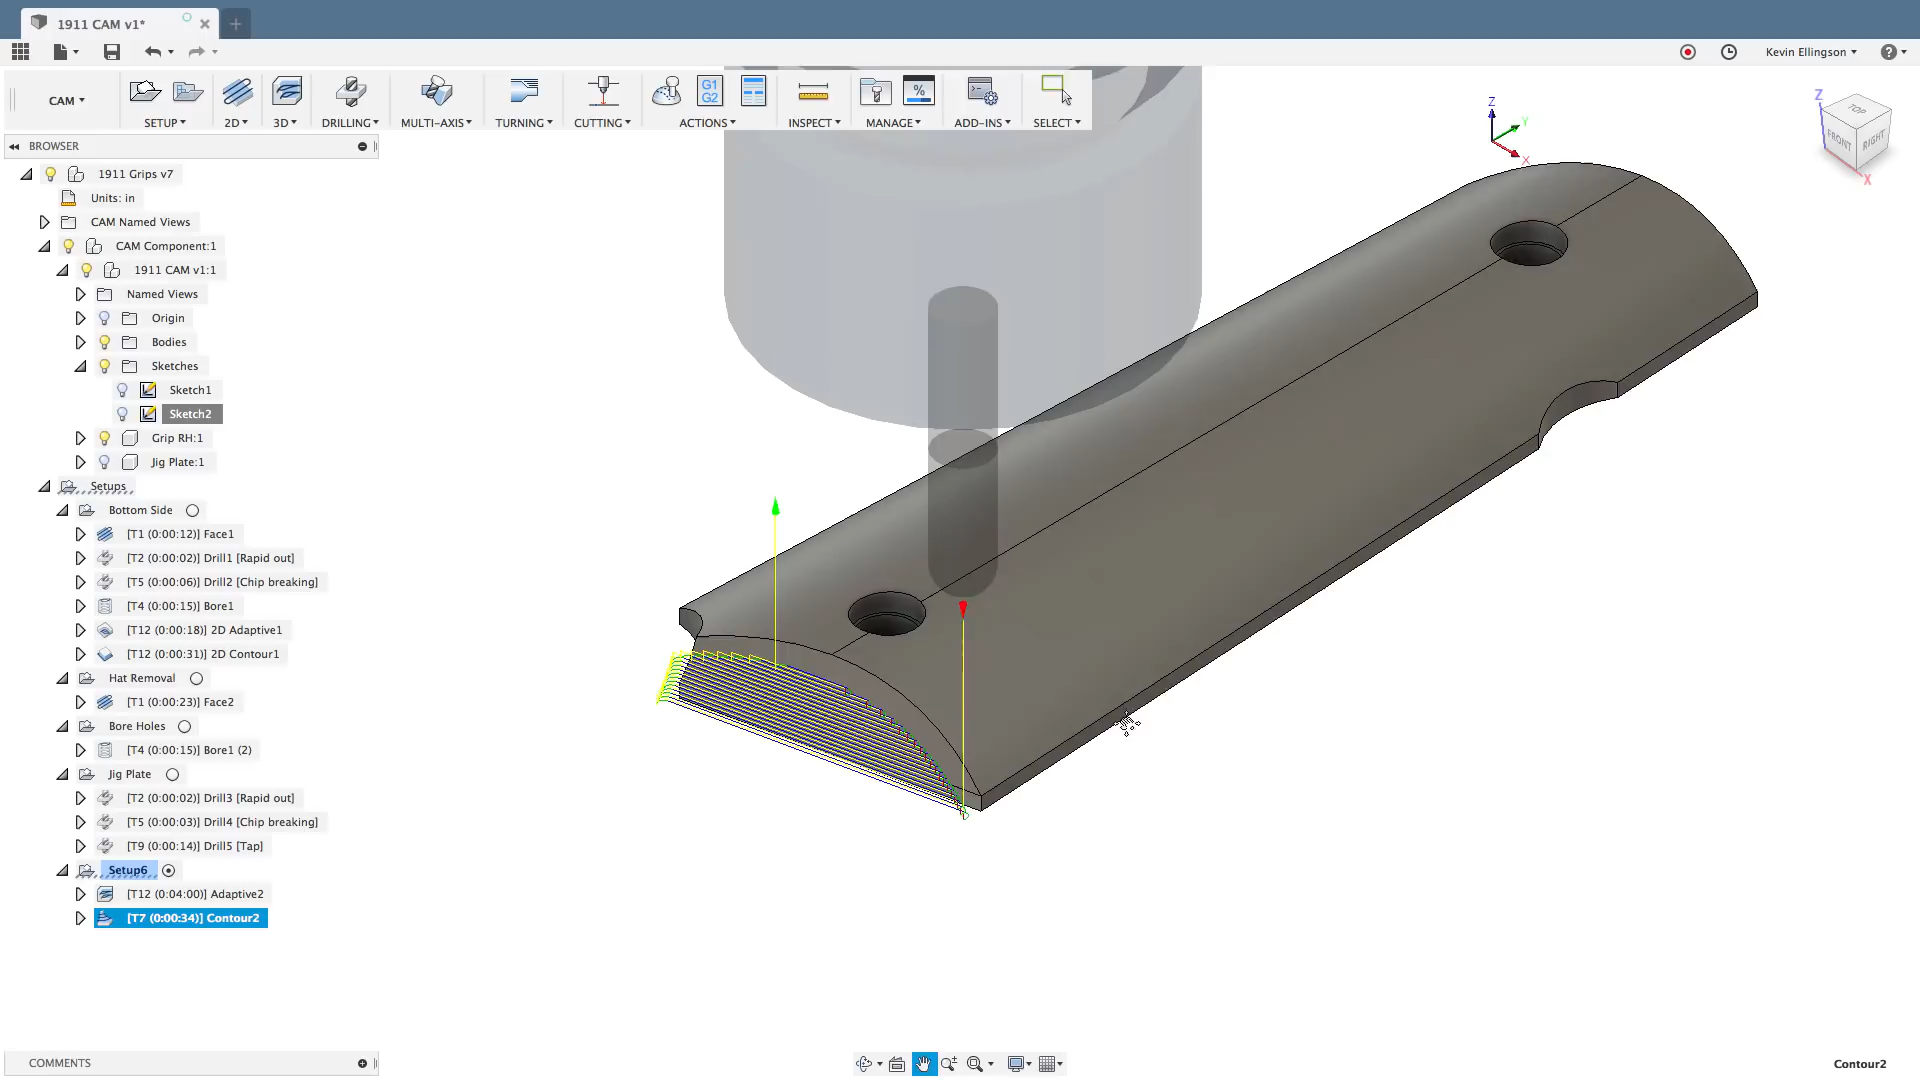 1911 CAM v1*
Kevin Ellingson
CAM
SETUP
2D
3D
DRILLING
MULTI-AXIS
TURNING
CUTTING
G1
G2
ACTIONS
INSPECT
%
MANAGE
ADD-INS
SELECT
BROWSER
1911 Grips v7
Units: in
CAM Named Views
CAM Component:1
1911 CAM v1:1
Named Views
Origin
Bodies
Sketches
Sketch1
Sketch2
Grip RH:1
Jig Plate:1
Setups
Bottom Side
[T1 (0:00:12)] Face1
[T2 (0:00:02)] Drill1 [Rapid out]
[T5 (0:00:06)] Drill2 [Chip breaking]
[T4 (0:00:15)] Bore1
[T12 (0:00:18)] 2D Adaptive1
[T12 (0:00:31)] 2D Contour1
Hat Removal
[T1 (0:00:23)] Face2
Bore Holes
[T4 (0:00:15)] Bore1 (2)
Jig Plate
[T2 (0:00:02)] Drill3 [Rapid out]
[T5 (0:00:03)] Drill4 [Chip breaking]
[T9 (0:00:14)] Drill5 [Tap]
Setup6
[T12 (0:04:00)] Adaptive2
[T7 (0:00:34)] Contour2
Z
Y
X
Z
TOP
FRONT
RIGHT
X
COMMENTS
Contour2